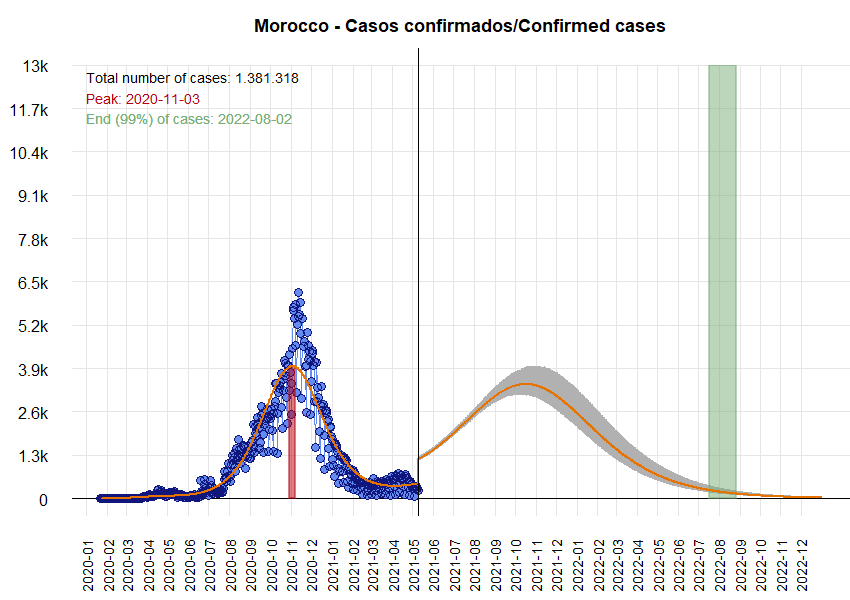 Morocco - Casos confirmados/Confirmed cases
13k
11.7k
10.4k
9.1k
7.8k
6.5k
5.2k
3.9k
2.6k
1.3k
0
Total number of cases: 1.381.318
Peak: 2020-11-03
End (99%) of cases: 2022-08-02
2020-01
2020-02
2020-03
2020-04
2020-05
2020-06
2020-07
2020-08
2020-09
2020-10
2020-11
2020-12
2021-01
2021-02
2021-03
2021-04
2021-05
2021-06
2021-07
2021-08
2021-09
2021-10
2021-11
2021-12
2022-01
2022-02
2022-03
2022-04
2022-05
2022-06
2022-07
2022-08
2022-09
2022-10
2022-11
2022-12